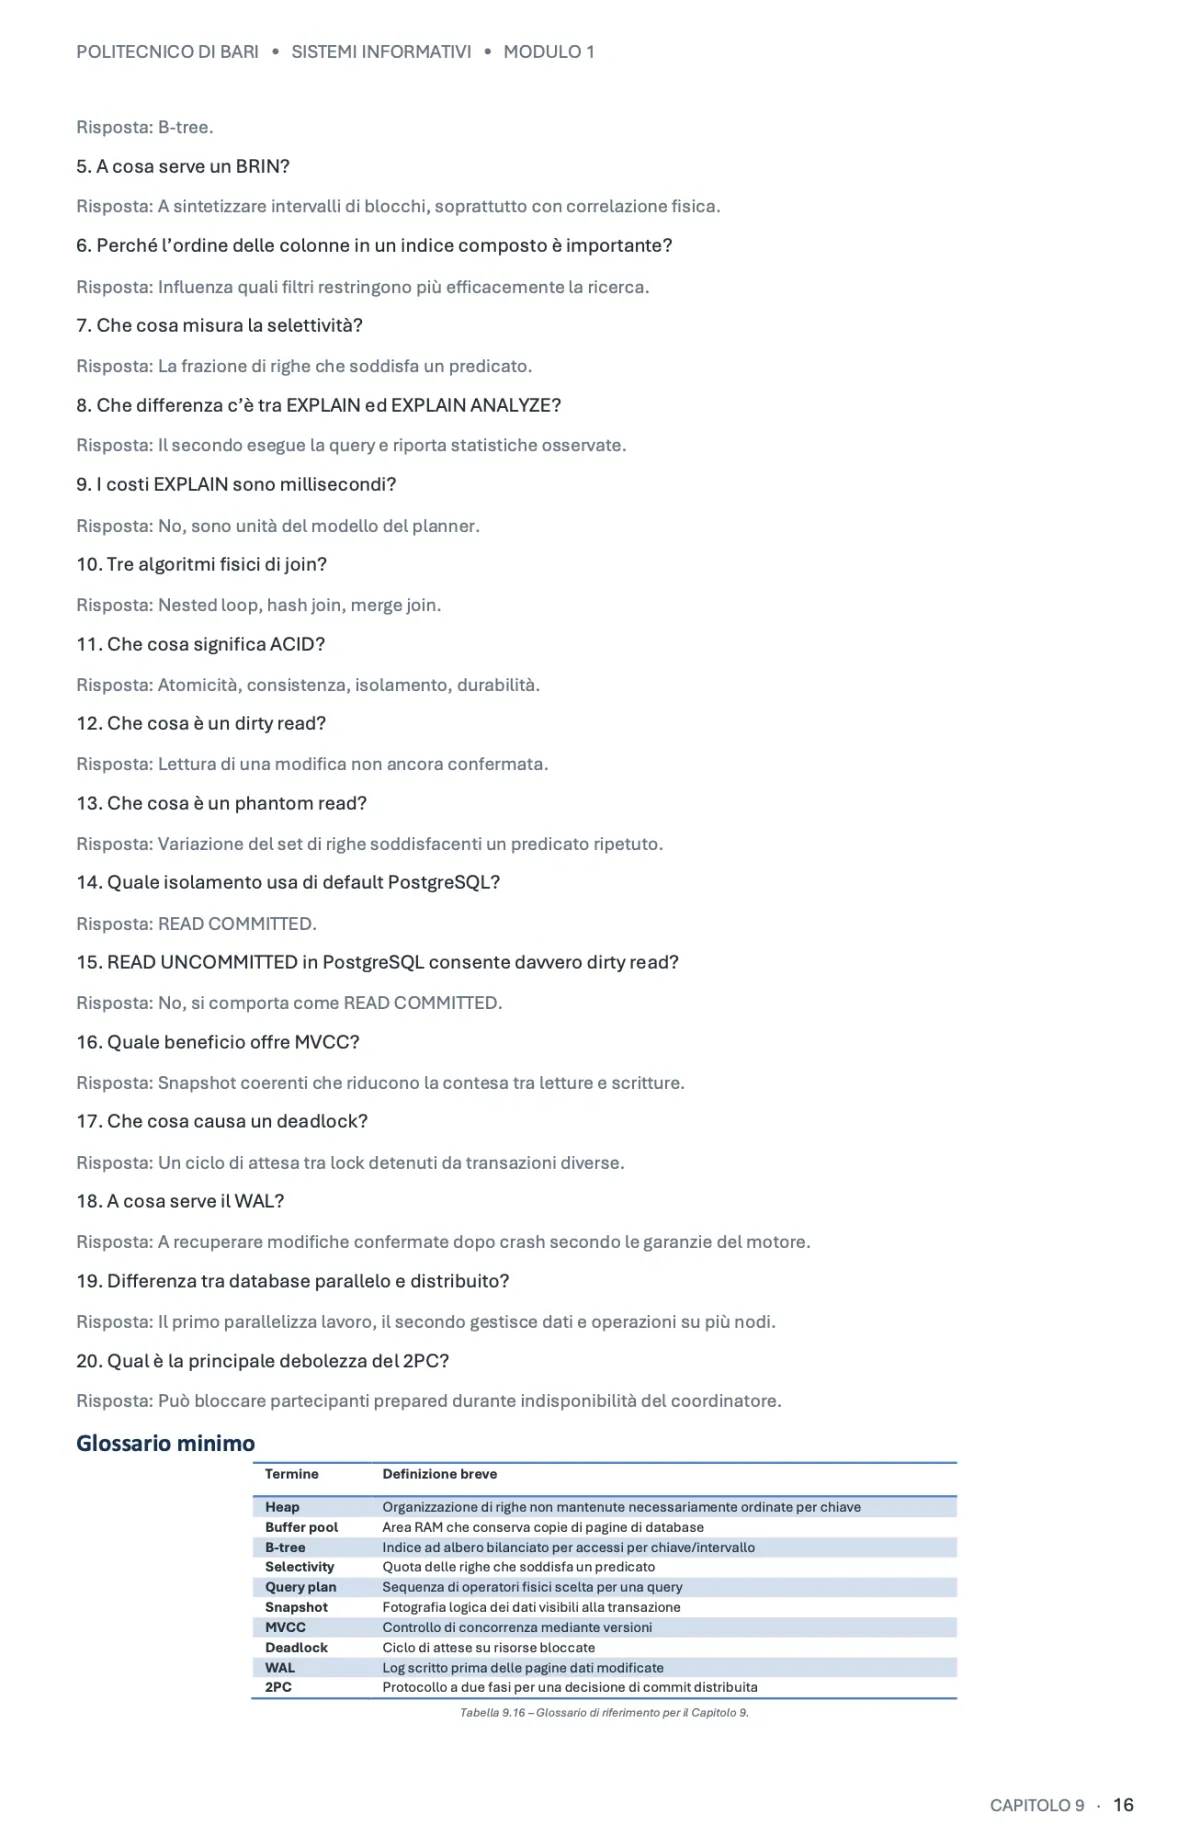 POLITECNICO DI BARI • SISTEMI INFORMATIVI • MODULO 1
Risposta: B-tree.
5. A cosa serve un BRIN?
Risposta: A sintetizzare intervalli di blocchi, soprattutto con correlazione fisica.
6. Perché l’ordine delle colonne in un indice composto è importante?
Risposta: Influenza quali filtri restringono più efficacemente la ricerca.
7. Che cosa misura la selettività?
Risposta: La frazione di righe che soddisfa un predicato.
8. Che differenza c’è tra EXPLAIN ed EXPLAIN ANALYZE?
Risposta: Il secondo esegue la query e riporta statistiche osservate.
9. I costi EXPLAIN sono millisecondi?
Risposta: No, sono unità del modello del planner.
10. Tre algoritmi fisici di join?
Risposta: Nested loop, hash join, merge join.
11. Che cosa significa ACID?
Risposta: Atomicità, consistenza, isolamento, durabilità.
12. Che cosa è un dirty read?
Risposta: Lettura di una modifica non ancora confermata.
13. Che cosa è un phantom read?
Risposta: Variazione del set di righe soddisfacenti un predicato ripetuto.
14. Quale isolamento usa di default PostgreSQL?
Risposta: READ COMMITTED.
15. READ UNCOMMITTED in PostgreSQL consente davvero dirty read?
Risposta: No, si comporta come READ COMMITTED.
16. Quale beneficio offre MVCC?
Risposta: Snapshot coerenti che riducono la contesa tra letture e scritture.
17. Che cosa causa un deadlock?
Risposta: Un ciclo di attesa tra lock detenuti da transazioni diverse.
18. A cosa serve il WAL?
Risposta: A recuperare modifiche confermate dopo crash secondo le garanzie del motore.
19. Differenza tra database parallelo e distribuito?
Risposta: Il primo parallelizza lavoro, il secondo gestisce dati e operazioni su più nodi.
20. Qual è la principale debolezza del 2PC?
Risposta: Può bloccare partecipanti prepared durante indisponibilità del coordinatore.
Glossario minimo
Termine Definizione breve
Heap Organizzazione di righe non mantenute necessariamente ordinate per chiave
Buffer pool Area RAM che conserva copie di pagine di database
B-tree Indice ad albero bilanciato per accessi per chiave/intervallo
Selectivity Quota delle righe che soddisfa un predicato
Query plan Sequenza di operatori fisici scelta per una query
Snapshot Fotografia logica dei dati visibili alla transazione
MVCC Controllo di concorrenza mediante versioni
Deadlock Ciclo di attese su risorse bloccate
WAL Log scritto prima delle pagine dati modificate
2PC Protocollo a due fasi per una decisione di commit distribuita
Tabella 9.16 – Glossario di riferimento per il Capitolo 9.
CAPITOLO 9 · 16